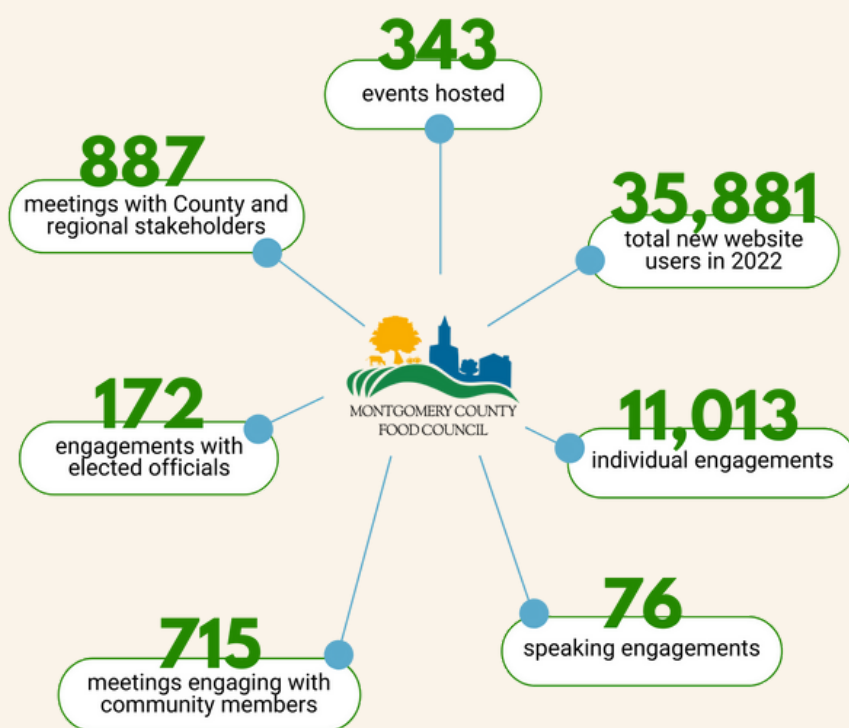 343
events hosted
887
meetings with County and
regional stakeholders
35,881
total new website
users in 2022
MONTGOMERY COUNTY
FOOD COUNCIL
172
engagements with
elected officials
11,013
individual engagements
76
speaking engagements
715
meetings engaging with
community members